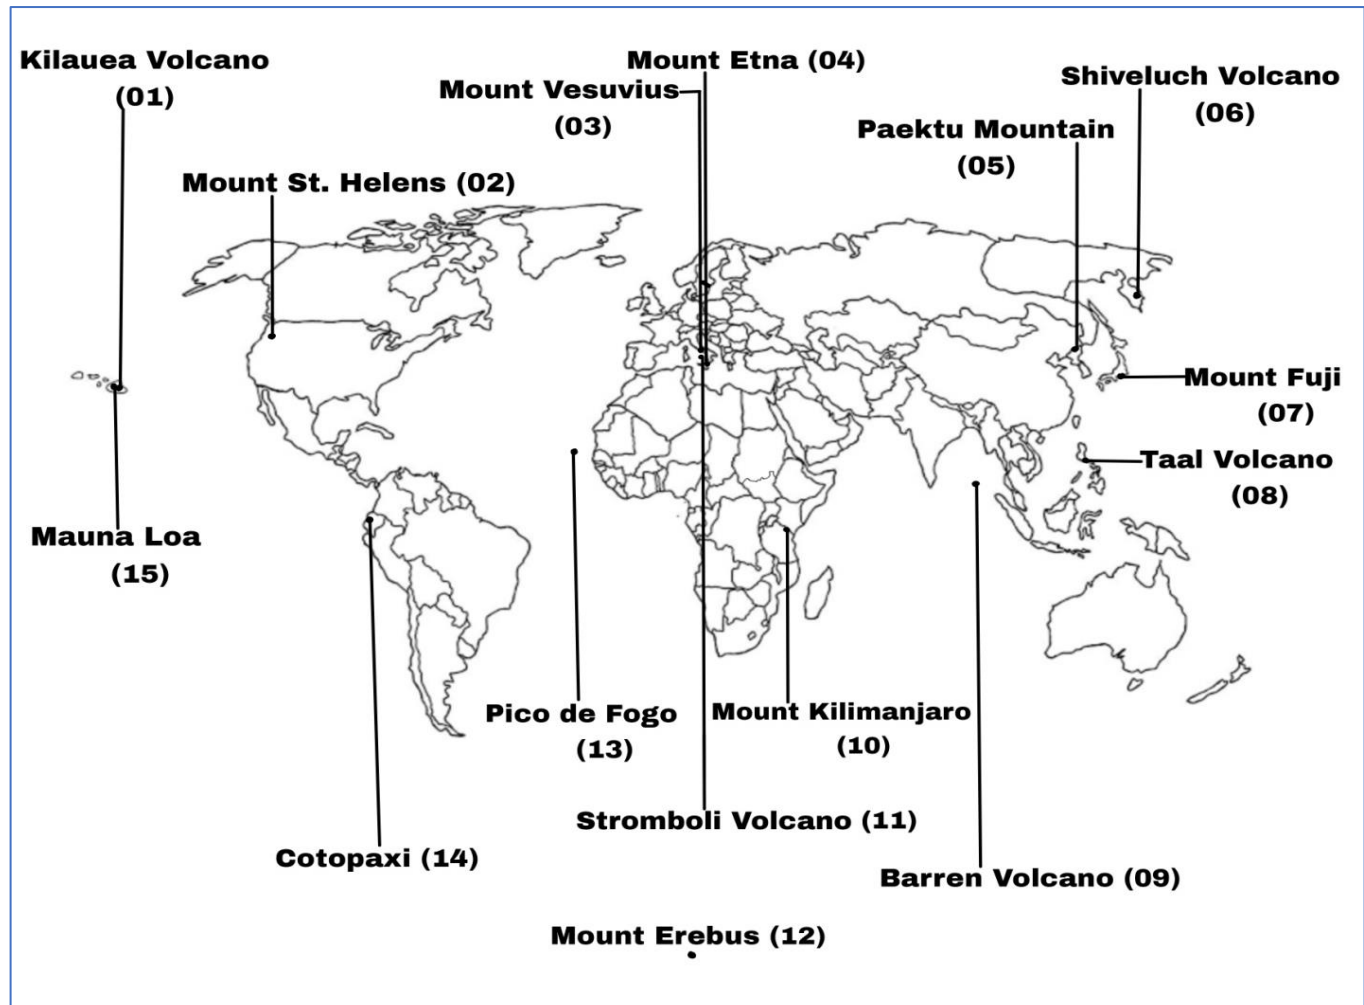 Kilauea Volcano
(01)
Mount Etna (04)
Mount Vesuvius
(03)
Shiveluch Volcano
(06)
Paektu Mountain
(05)
Mount St. Helens (02)
Mount Fuji
(07)
Taal Volcano
(08)
Mauna Loa
(15)
Pico de Fogo
(13)
Mount Kilimanjaro
(10)
Stromboli Volcano (11)
Cotopaxi (14)
Barren Volcano (09)
Mount Erebus (12)